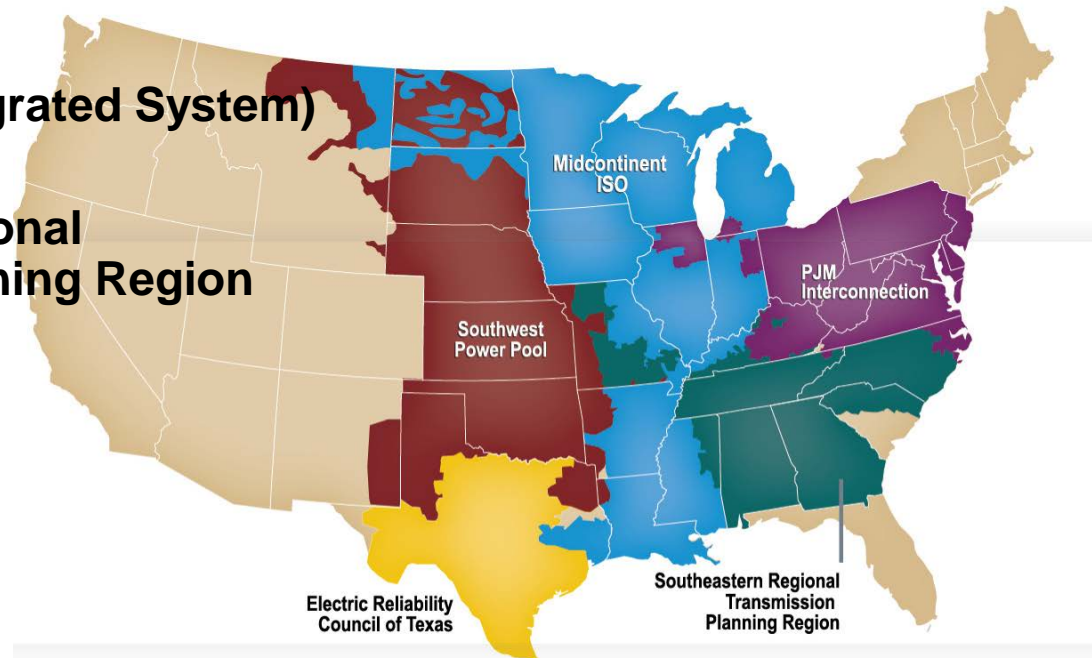 grated System)
onal
ning Region
Midcontinent
ISO
PJM
Interconnection
Southwest
Power Pool
Electric Reliability
Council of Texas
Southeastern Regional
Transmission
Planning Region